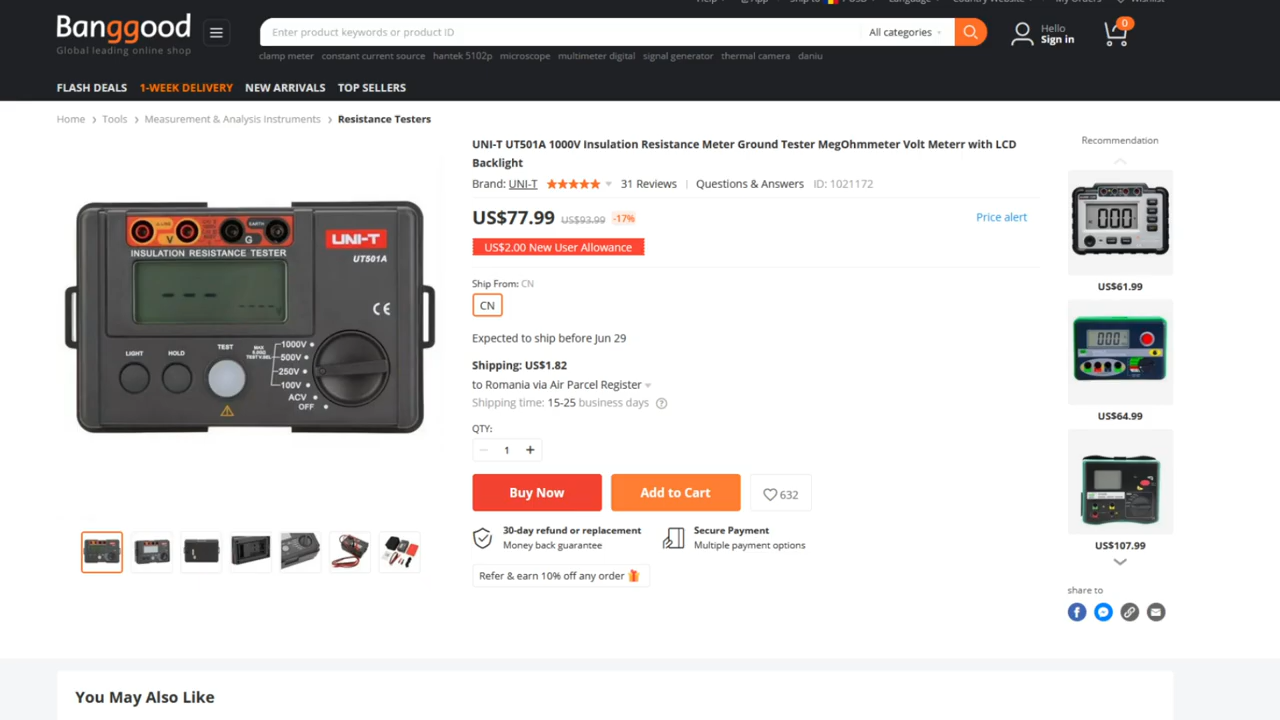 Banggood
Global leading online shop
Enter product keywords or product ID
All categories
Hello
Sign in
0
clamp meter constant current source hantek 5102p microscope multimeter digital signal generator thermal camera daniu
FLASH DEALS 1-WEEK DELIVERY NEW ARRIVALS TOP SELLERS
Home > Tools > Measurement & Analysis Instruments > Resistance Testers
UNI-T UT501A 1000V Insulation Resistance Meter Ground Tester MegOhmmeter Volt Meterr with LCD
Backlight
Brand: UNI-T 31 Reviews | Questions & Answers ID: 1021172
US$77.99 US$93.99 -17%
Price alert
US$2.00 New User Allowance
Ship From: CN
CN
Expected to ship before Jun 29
Shipping: US$1.82
to Romania via Air Parcel Register
Shipping time: 15-25 business days
QTY:
1
Buy Now
Add to Cart
632
30-day refund or replacement
Money back guarantee
Secure Payment
Multiple payment options
Refer & earn 10% off any order
EARTH
V
G
INSULATION RESISTANCE TESTER
UNI-T
UT501A
CE
LIGHT
HOLD
TEST
1000V
500V
250V
100V
ACV
OFF
Recommendation
US$61.99
US$64.99
US$107.99
share to
You May Also Like